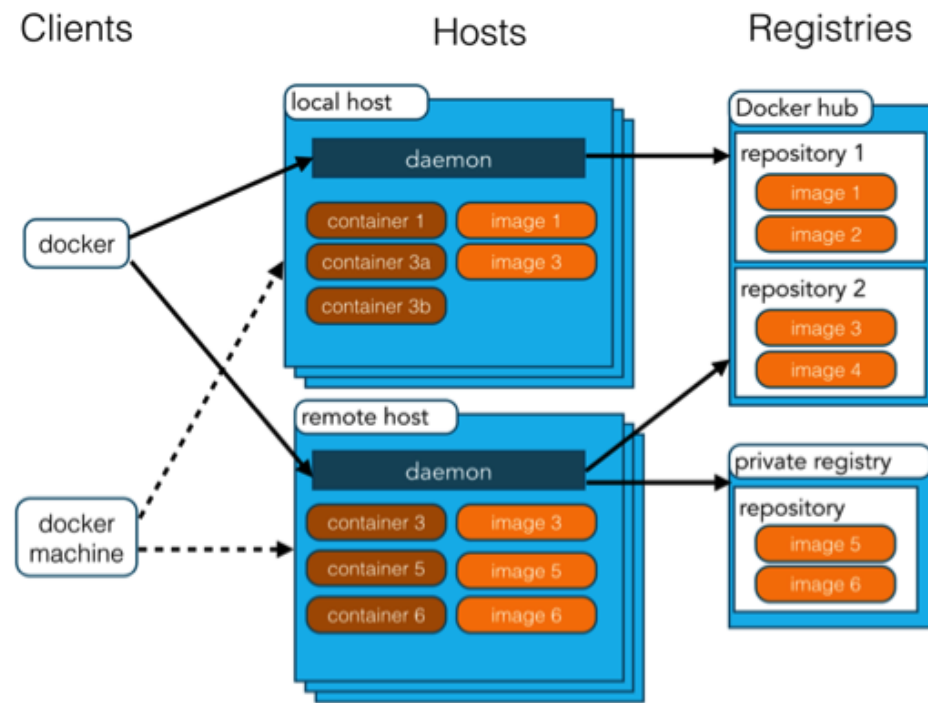 Clients
Hosts
Registries
local host
daemon
container 1
image 1
container 3a
image 3
container 3b
Docker hub
repository 1
image 1
image 2
repository 2
image 3
image 4
docker
docker
machine
remote host
daemon
container 3
image 3
container 5
image 5
container 6
image 6
private registry
repository
image 5
image 6